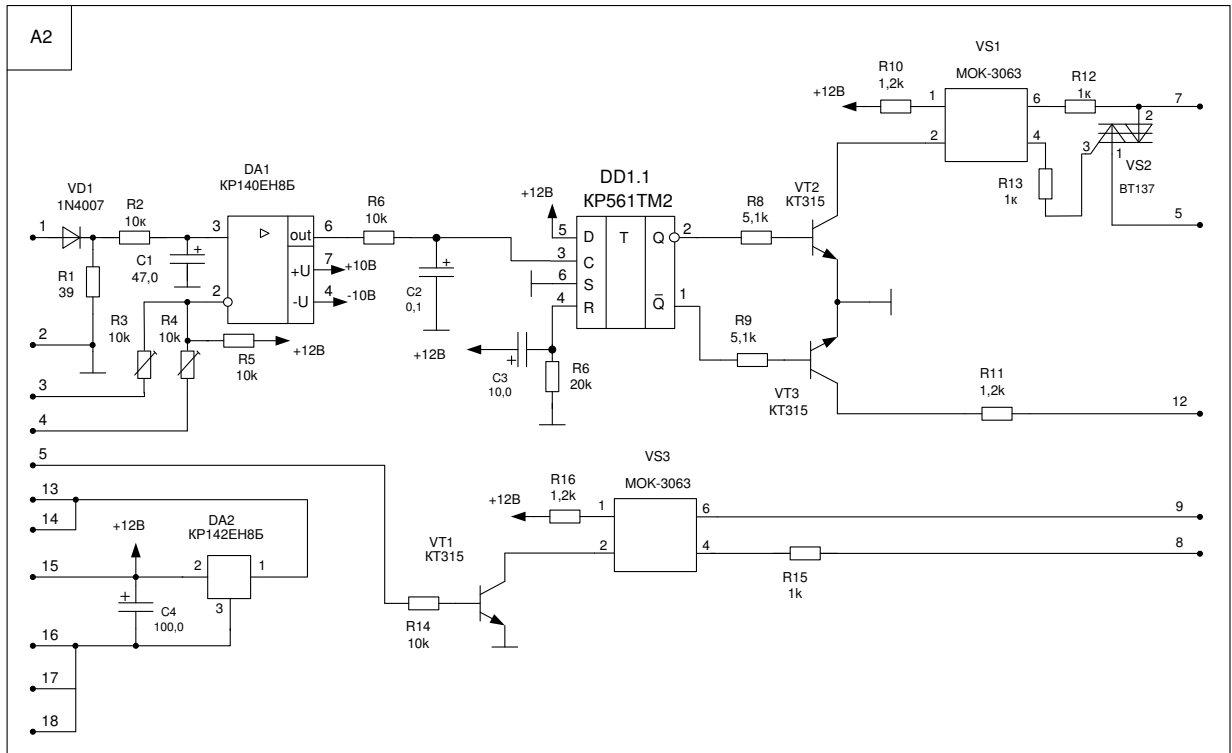 A2
VS1
MOK-3063
R10
1,2k
+12В
1
2
6
4
R12
1к
7
2
3
1
VS2
BT137
R13
1к
5
VD1
1N4007
1
R2
10к
R1
39
2
C1
47,0
DA1
КР140ЕН8Б
3
2
out
+U
-U
6
7
4
+10В
-10В
R6
10k
C2
0,1
R3
10k
R4
10k
R5
10k
+12В
3
4
DD1.1
КР561ТМ2
+12В
5
3
6
4
D
C
S
R
T
Q
Q̅
2
1
+12В
C3
10,0
R6
20k
R8
5,1k
VT2
КТ315
R9
5,1k
VT3
КТ315
R11
1,2k
12
5
13
14
15
16
17
18
+12В
DA2
КР142ЕН8Б
2
1
3
C4
100,0
VT1
КТ315
R14
10k
VS3
MOK-3063
R16
1,2k
+12В
1
2
6
4
R15
1k
9
8